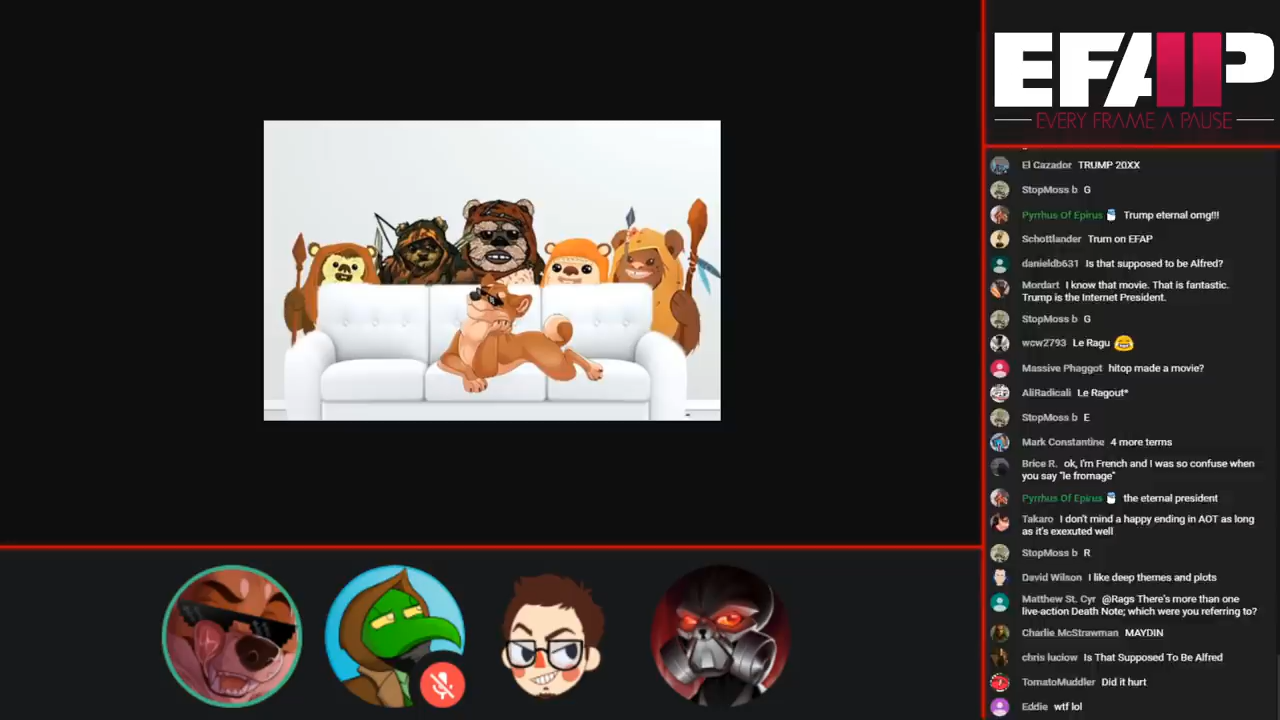 EFAP
EVERY FRAME A PAUSE
El Cazador TRUMP 20XX
StopMoss b G
Pyrrhus Of Epirus Trump eternal omg!!!
Schottlander Trum on EFAP
danieldb631 Is that supposed to be Alfred?
Mordart I know that movie. That is fantastic.
Trump is the Internet President.
StopMoss b G
wcw2793 Le Ragu 😂
Massive Phaggot hitop made a movie?
AliRadicali Le Ragout*
StopMoss b E
Mark Constantine 4 more terms
Brice R. ok, I'm French and I was so confuse when
you say "le fromage"
Pyrrhus Of Epirus the eternal president
Takaro I don't mind a happy ending in AOT as long
as it's exexuted well
StopMoss b R
David Wilson I like deep themes and plots
Matthew St. Cyr @Rags There's more than one
live-action Death Note; which were you referring to?
Charlie McStrawman MAYDIN
chris luciow Is That Supposed To Be Alfred
TomatoMuddler Did it hurt
Eddie wtf lol